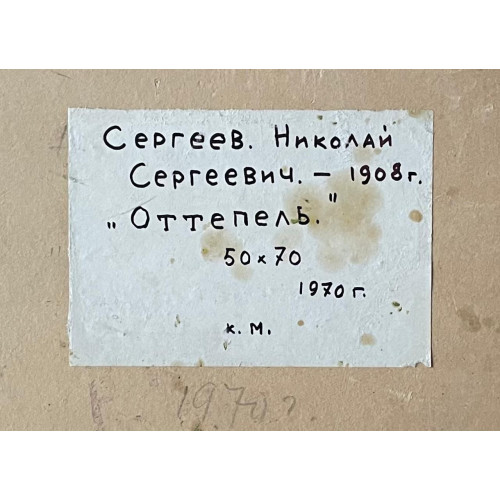 Сергеев. Николай
Сергеевич. – 1908г.
„Оттепель."
50×70
1970г.
к. м.
1970г